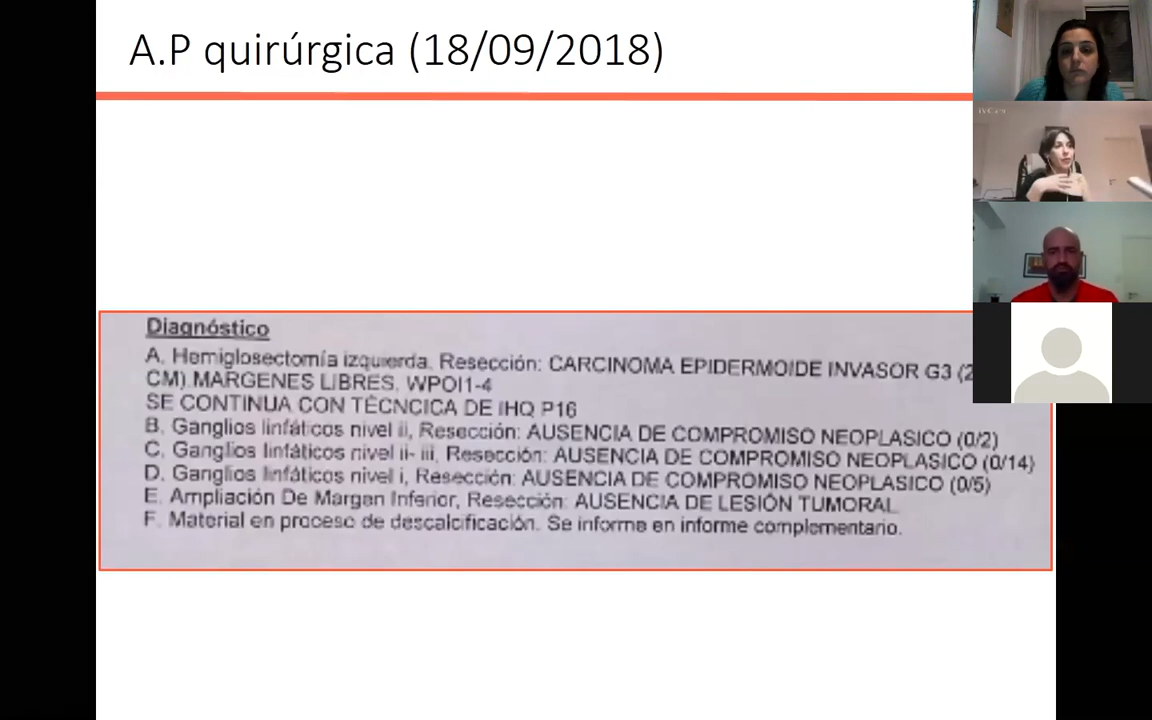 A.P quirúrgica (18/09/2018)
Diagnóstico
A. Hemiglosectomía izquierda. Resección: CARCINOMA EPIDERMOIDE INVASOR G3 (2
CM) MARGENES LIBRES. WPOI1-4
SE CONTINUA CON TÉCNCICA DE IHQ P16
B. Ganglios linfáticos nivel ii, Resección: AUSENCIA DE COMPROMISO NEOPLASICO (0/2)
C. Ganglios linfáticos nivel ii- iii, Resección: AUSENCIA DE COMPROMISO NEOPLASICO (0/14)
D. Ganglios linfáticos nivel i, Resección: AUSENCIA DE COMPROMISO NEOPLASICO (0/5)
E. Ampliación De Margen Inferior, Resección: AUSENCIA DE LESIÓN TUMORAL
F. Material en proceso de descalcificación. Se informe en informe complementario.